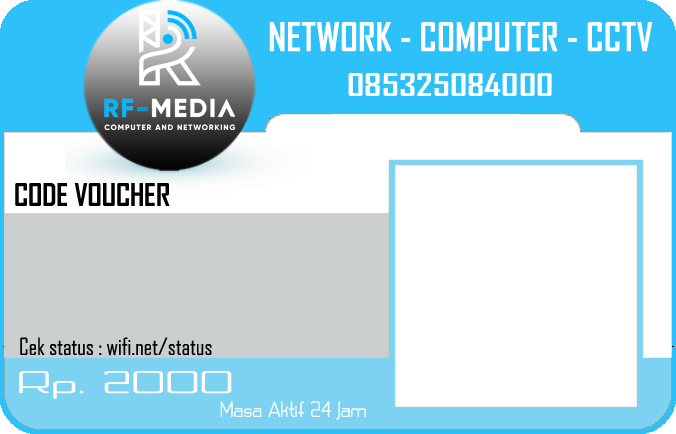 NETWORK - COMPUTER - CCTV
085325084000
RF-MEDIA
COMPUTER AND NETWORKING
CODE VOUCHER
Cek status : wifi.net/status
Rp. 2000
Masa Aktif 24 Jam